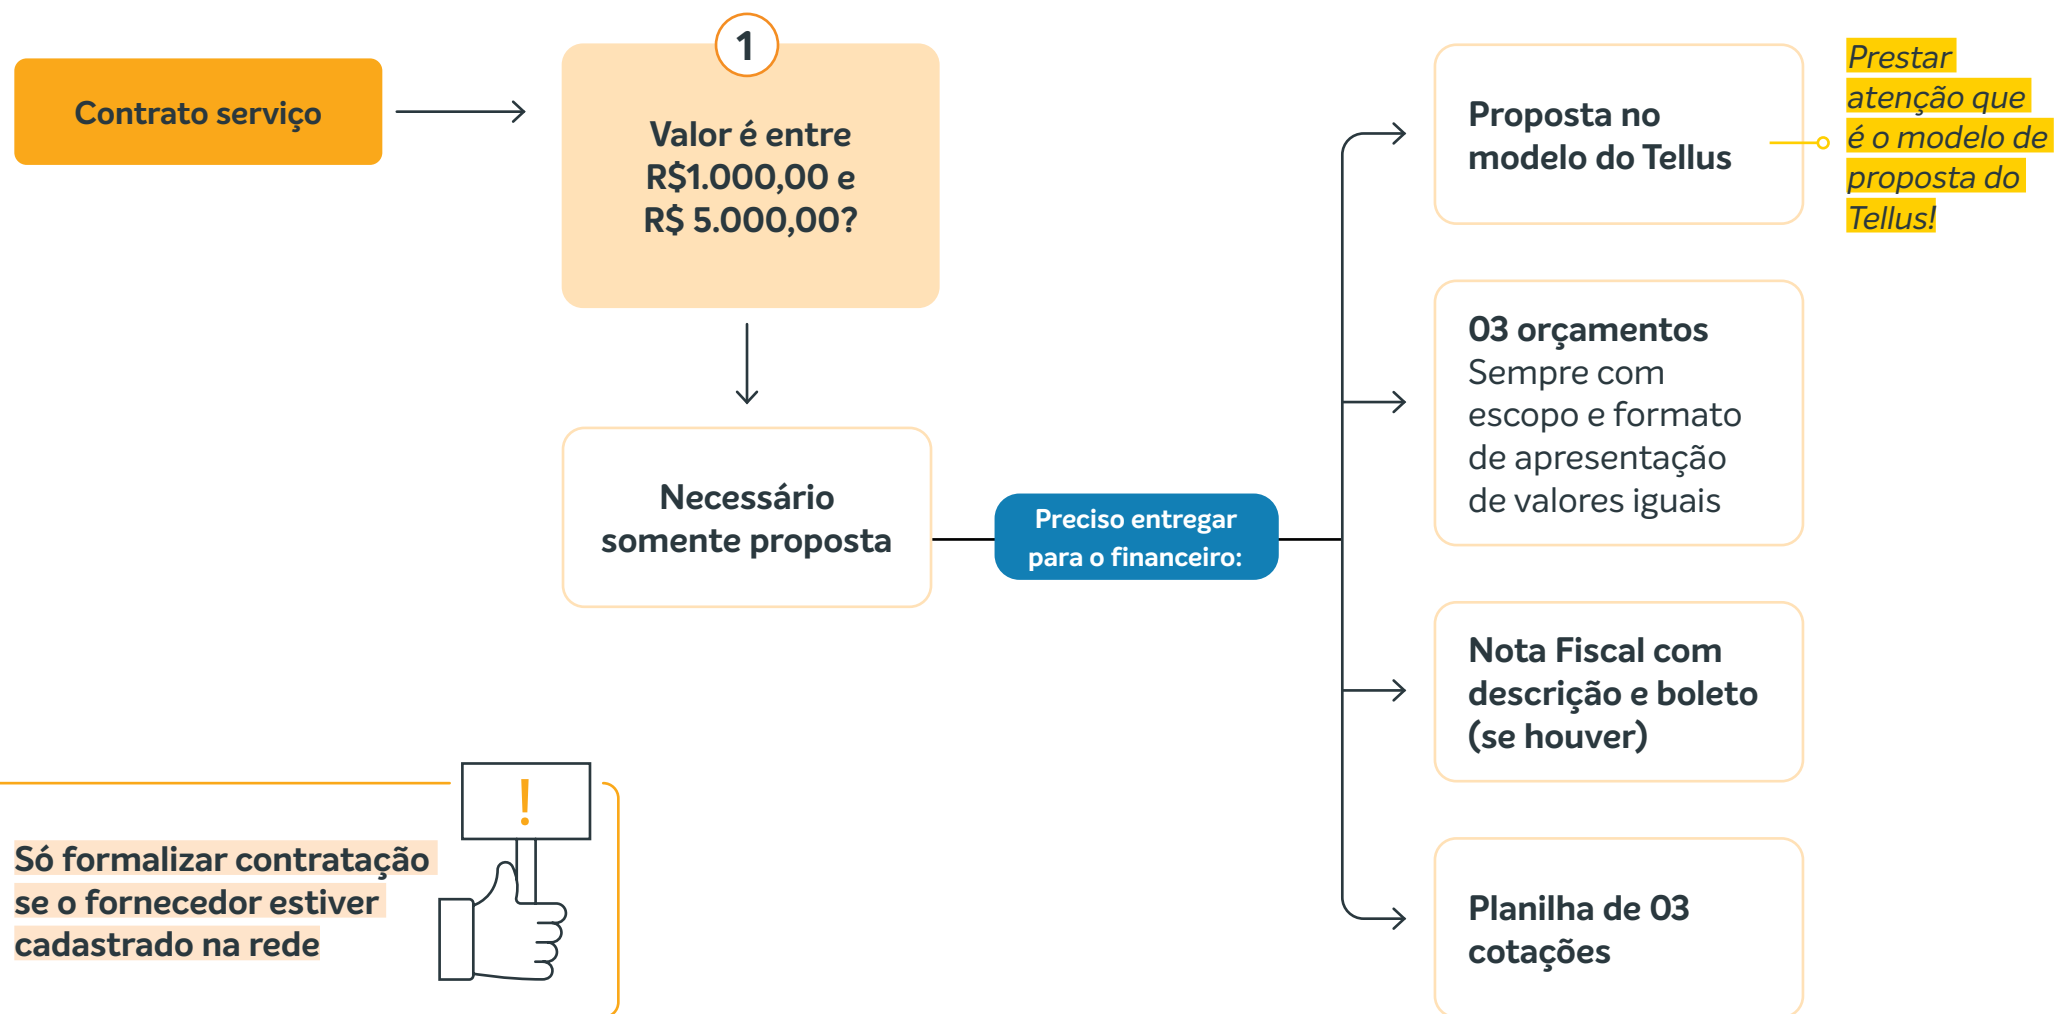 Contrato serviço
1
Valor é entre
R$1.000,00 e
R$ 5.000,00?
Necessário
somente proposta
Preciso entregar
para o financeiro:
Proposta no
modelo do Tellus
Prestar
atenção que
é o modelo de
proposta do
Tellus!
03 orçamentos
Sempre com
escopo e formato
de apresentação
de valores iguais
Nota Fiscal com
descrição e boleto
(se houver)
Planilha de 03
cotações
!
Só formalizar contratação
se o fornecedor estiver
cadastrado na rede